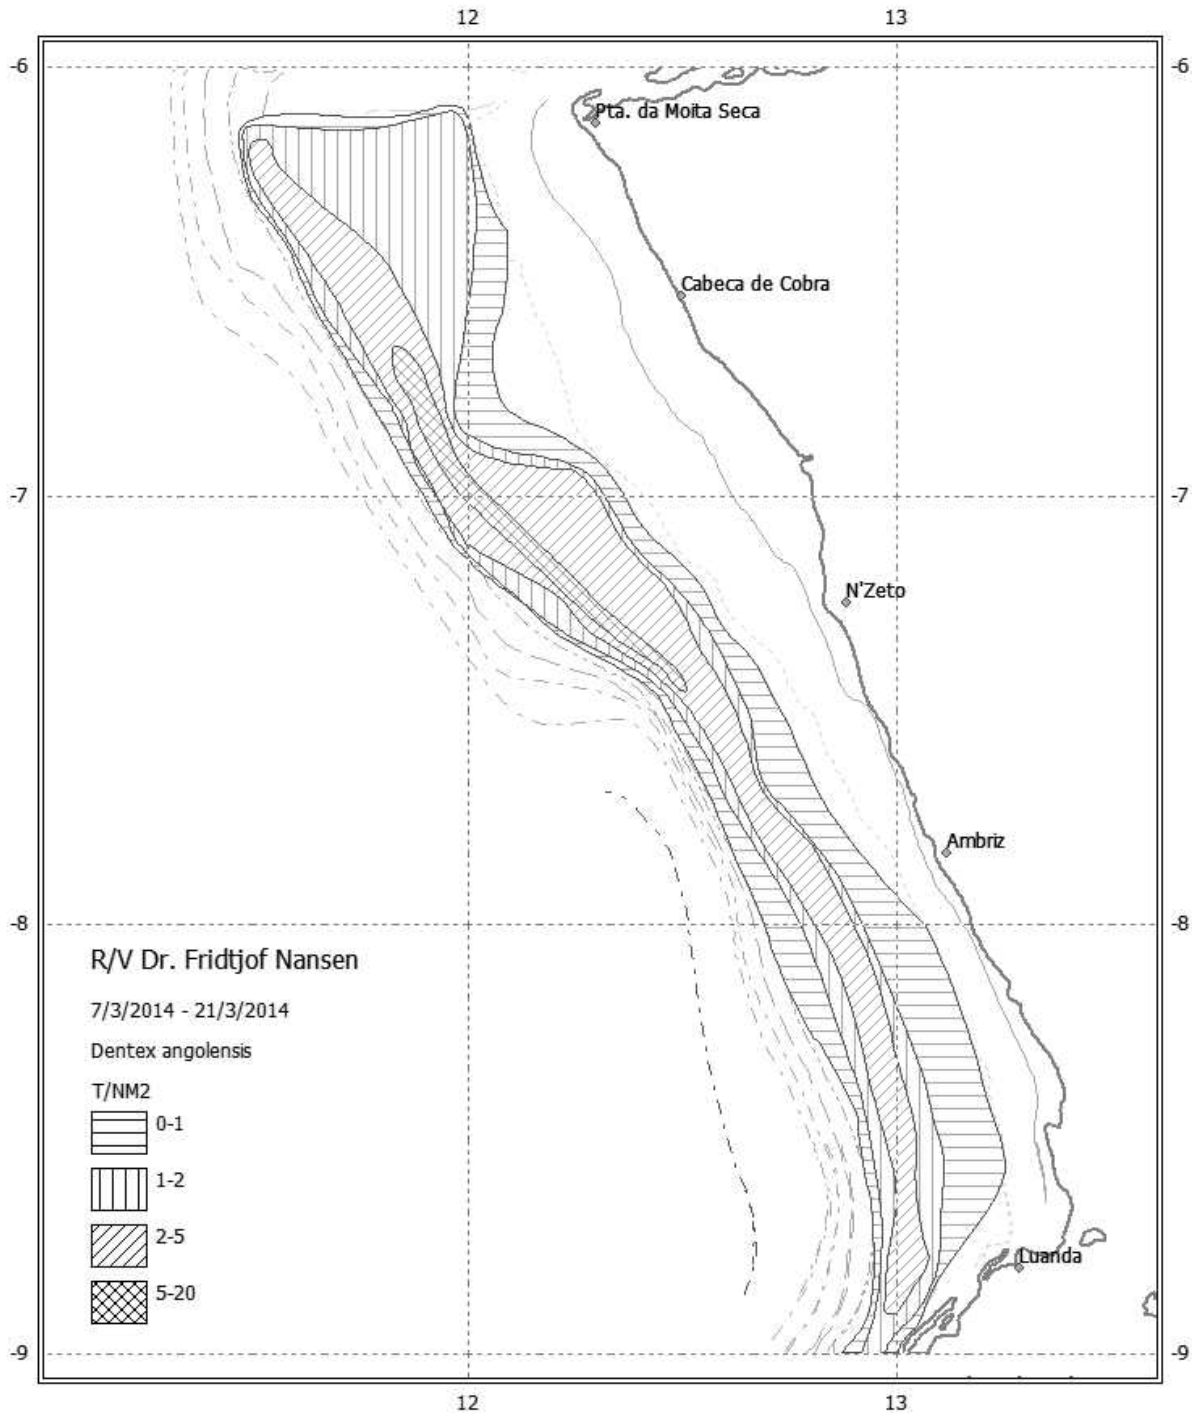 12 13
-6 -6
Pta. da Moita Seca
Cabeca de Cobra
-7 -7
N'Zeto
Ambriz
-8 -8
R/V Dr. Fridtjof Nansen
7/3/2014 - 21/3/2014
Dentex angolensis
T/NM2
0-1
1-2
2-5
5-20
Luanda
-9 -9
12 13